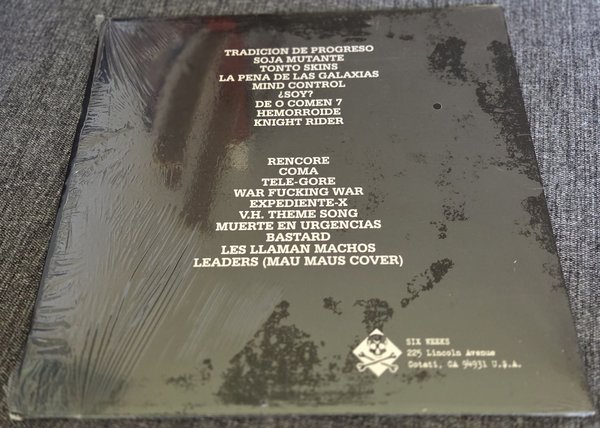 TRADICION DE PROGRESO
SOJA MUTANTE
TONTO SKINS
LA PENA DE LAS GALAXIAS
MIND CONTROL
¿SOY?
DE O COMEN 7
HEMORROIDE
KNIGHT RIDER
RENCORE
COMA
TELE-GORE
WAR FUCKING WAR
EXPEDIENTE-X
V.H. THEME SONG
MUERTE EN URGENCIAS
BASTARD
LES LLAMAN MACHOS
LEADERS (MAU MAUS COVER)
SIX WEEKS
225 Lincoln Avenue
Cotati, CA 94931 U.S.A.